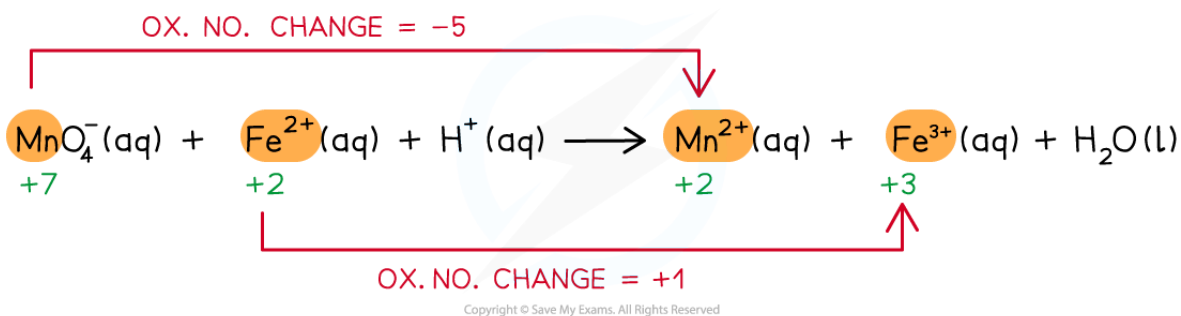 OX. NO. CHANGE = −5
MnO₄⁻ (aq) + Fe²⁺(aq) + H⁺ (aq) ⟶ Mn²⁺(aq) + Fe³⁺ (aq) + H₂O (l)
+7 +2 +2 +3
OX. NO. CHANGE = +1
Copyright © Save My Exams. All Rights Reserved